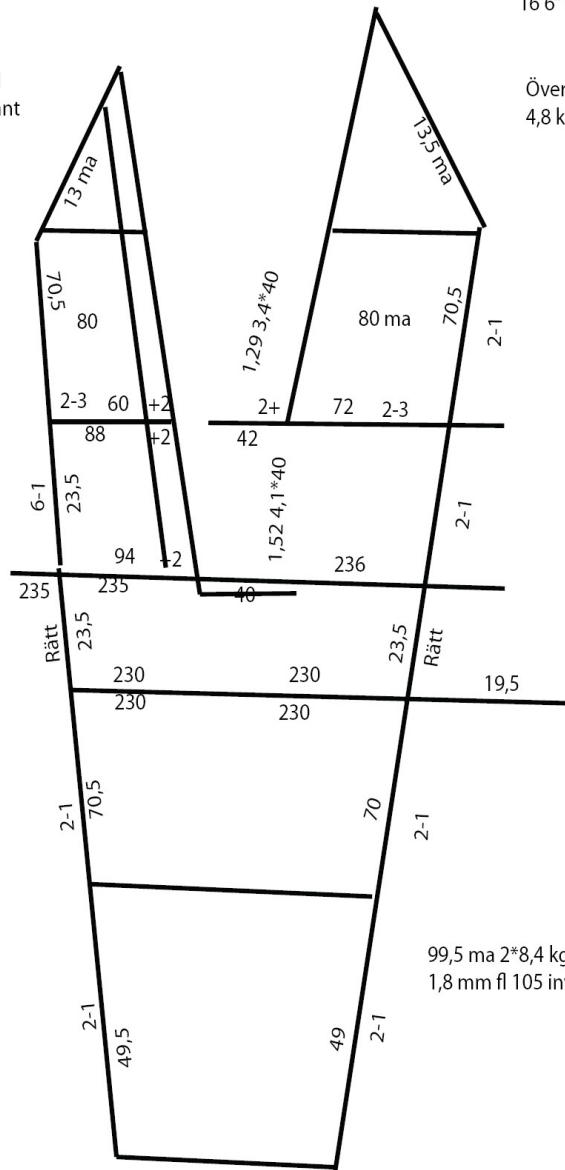 16 6
ant
Över
4,8 k
13 ma
13,5 ma
70,5
80
1,29 3,4*40
80 ma
70,5
2-1
2-3 60 +2
2+ 72 2-3
88 +2
42
6-1
23,5
1,52 4,1*40
2-1
94 +2
236
235 235
40
Rätt
23,5
23,5
Rätt
230 230
19,5
230 230
2-1
70,5
70
2-1
99,5 ma 2*8,4 kg
1,8 mm fl 105 in
2-1
49,5
49
2-1